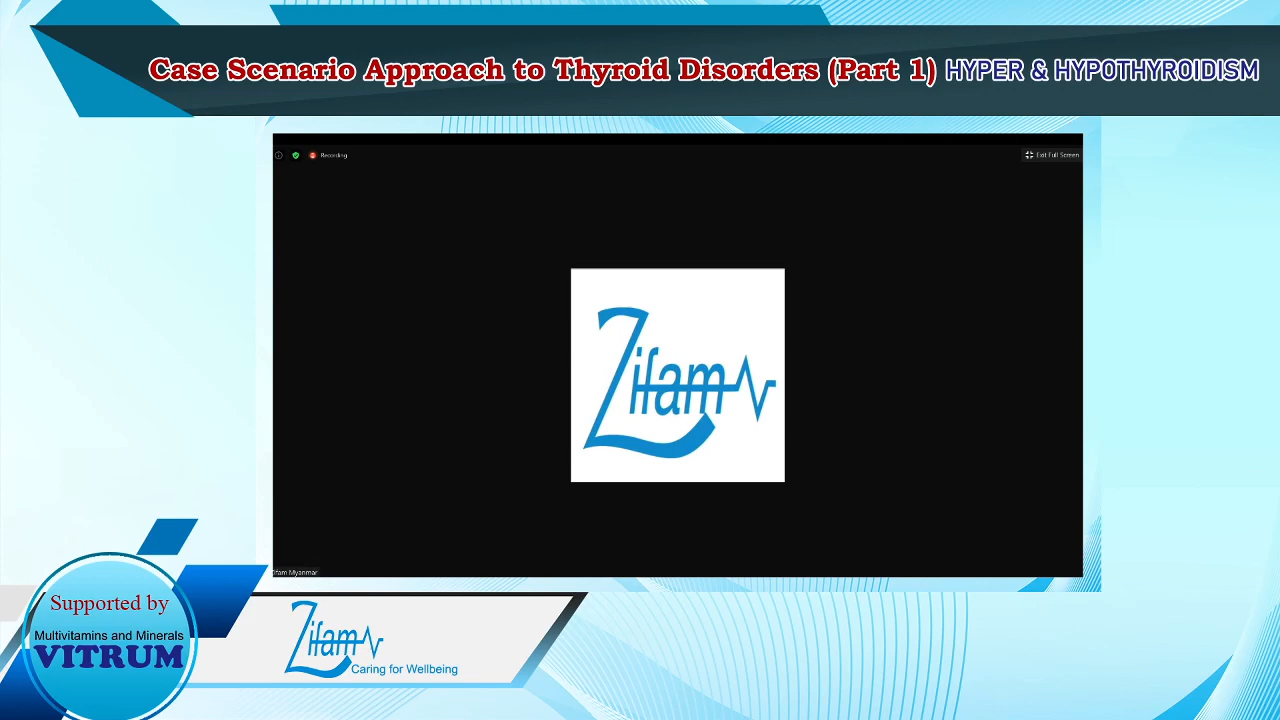 Case Scenario Approach to Thyroid Disorders (Part 1) HYPER & HYPOTHYROIDISM
Recording
Exit Full Screen
Zifam
ifam Myanmar
Supported by
Multivitamins and Minerals
VITRUM
Zifam
Caring for Wellbeing